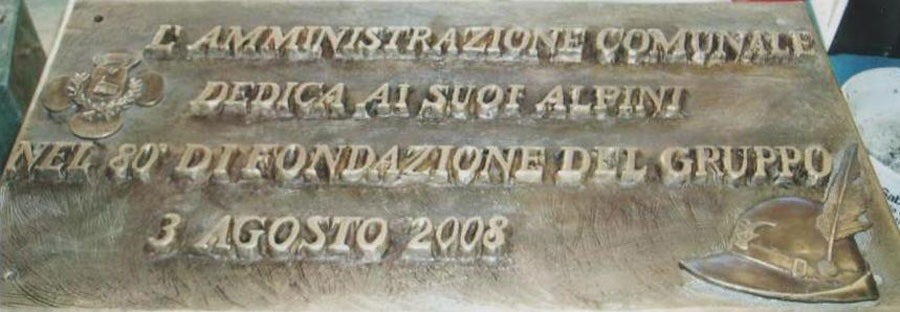 L' AMMINISTRAZIONE COMUNALE
DEDICA AI SUOI ALPINI
NEL 80° DI FONDAZIONE DEL GRUPPO
3 AGOSTO 2008